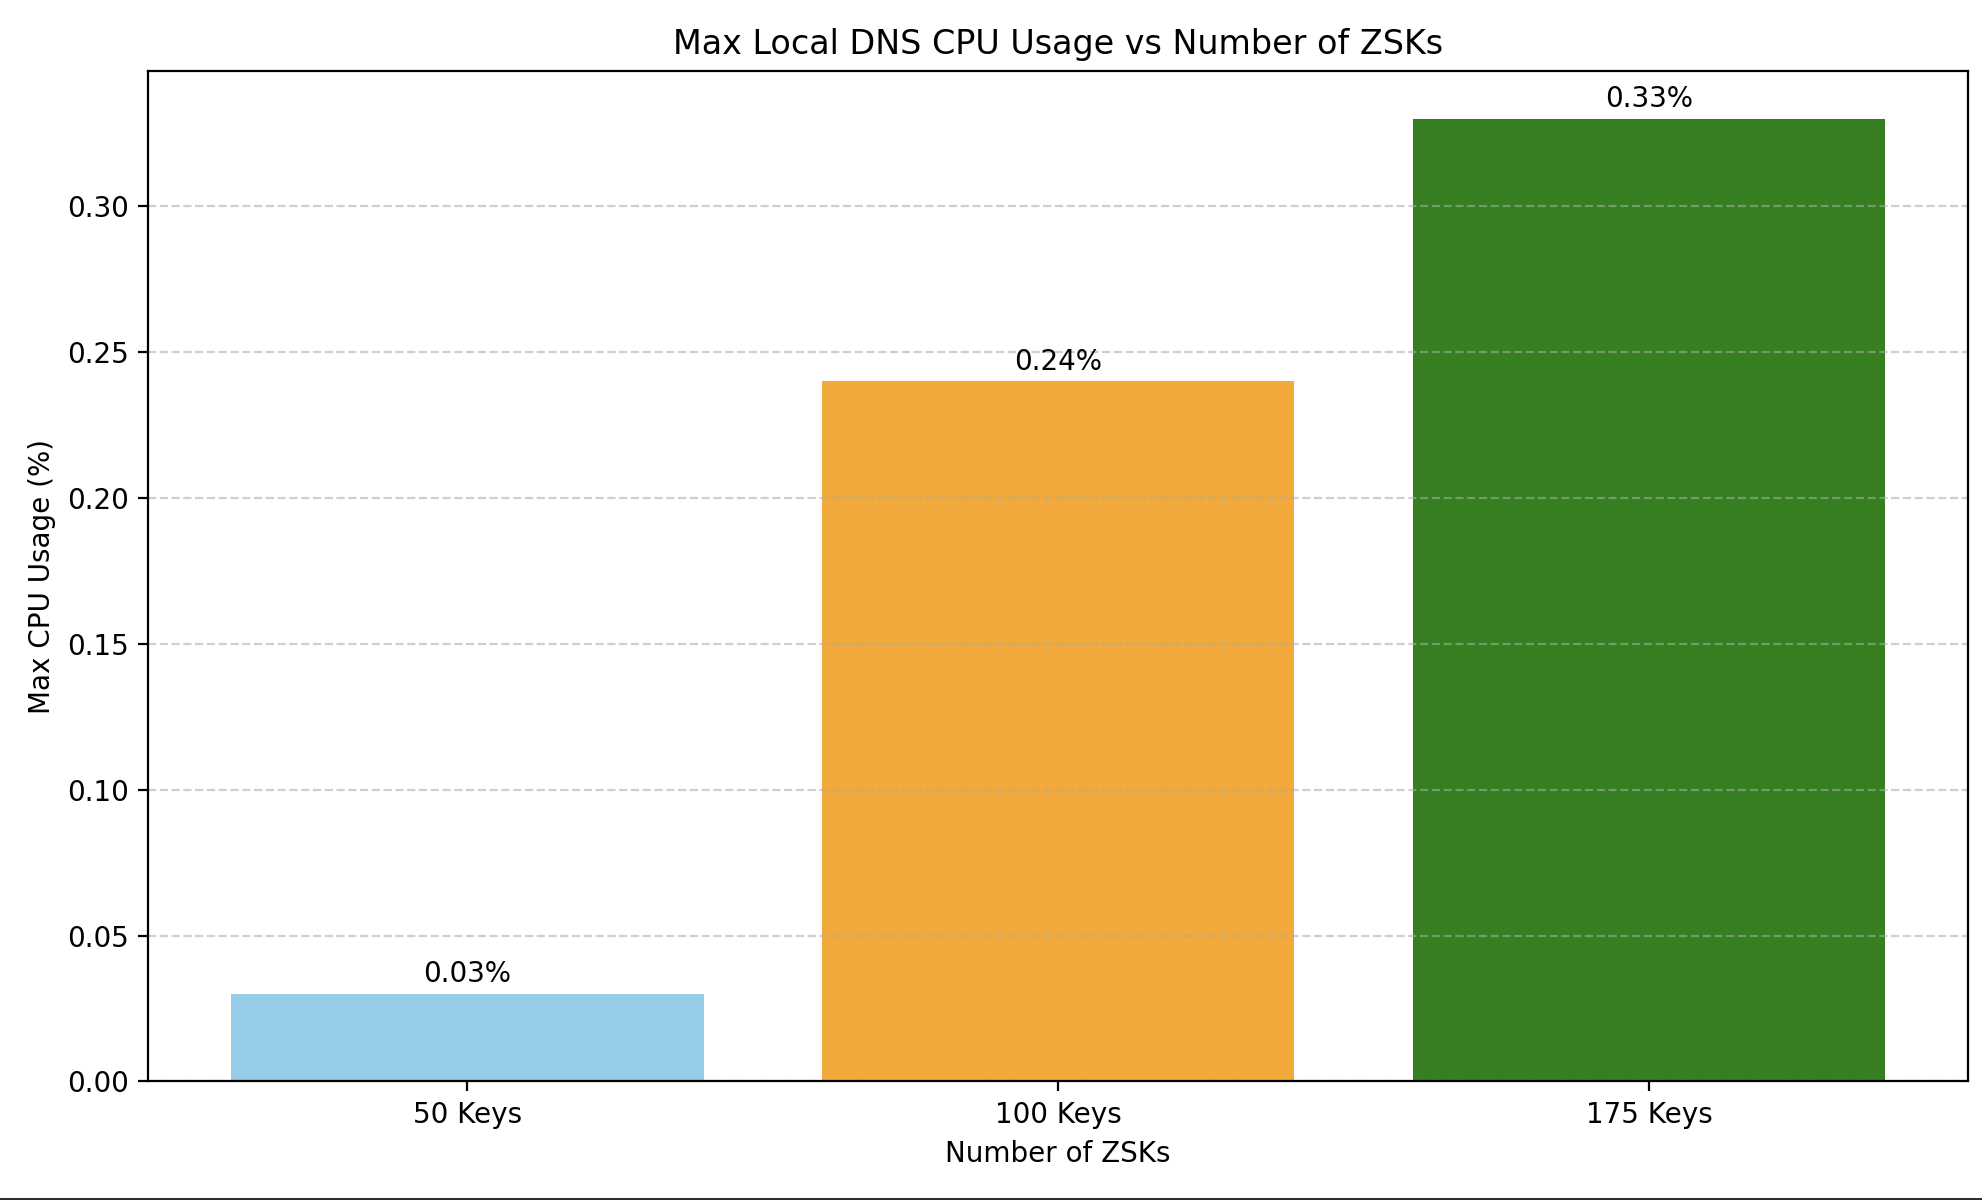 Max Local DNS CPU Usage vs Number of ZSKs
0.33%
0.30
0.25
0.24%
0.20
Max CPU Usage (%)
0.15
0.10
0.05
0.03%
0.00
50 Keys
100 Keys
175 Keys
Number of ZSKs